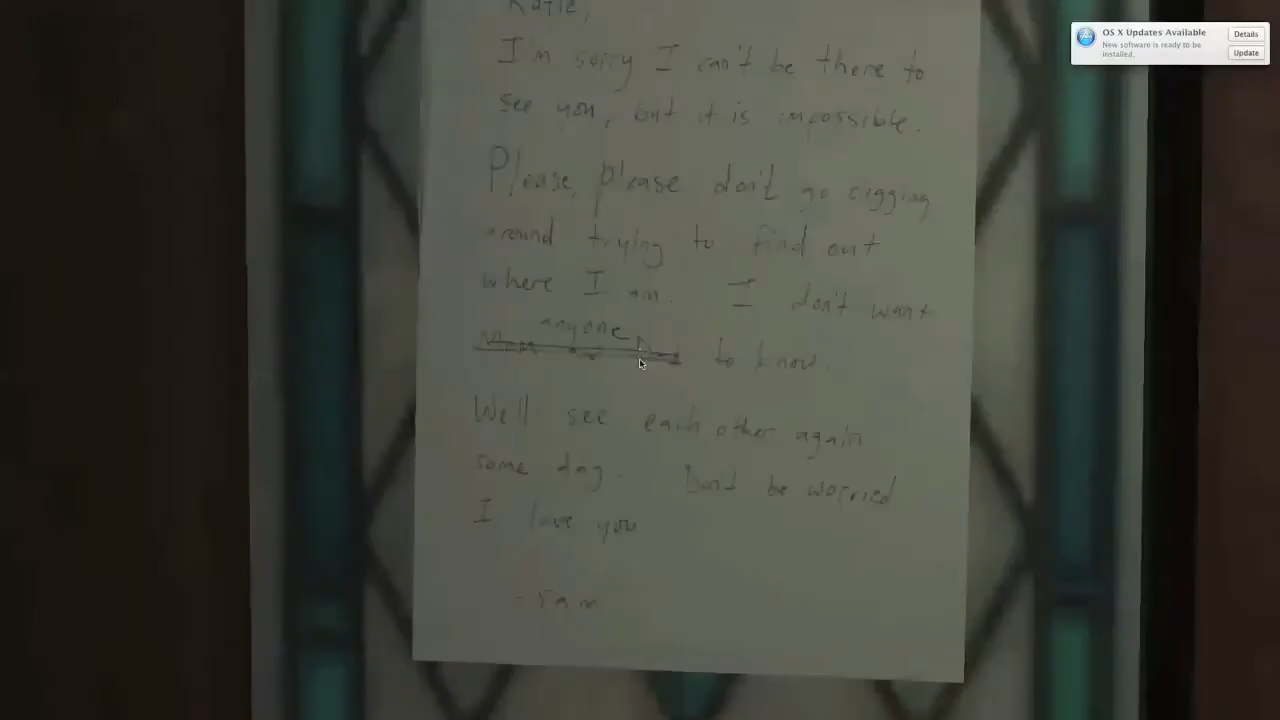 Katie,
I'm sorry I can't be there to
see you, but it is impossible.
Please, please don't go digging
around trying to find out
where I am. I don't want
anyone
to know.
We'll see each other again
some day. Don't be worried
I love you
- Sam
OS X Updates Available
New software is ready to be
installed.
Details
Update